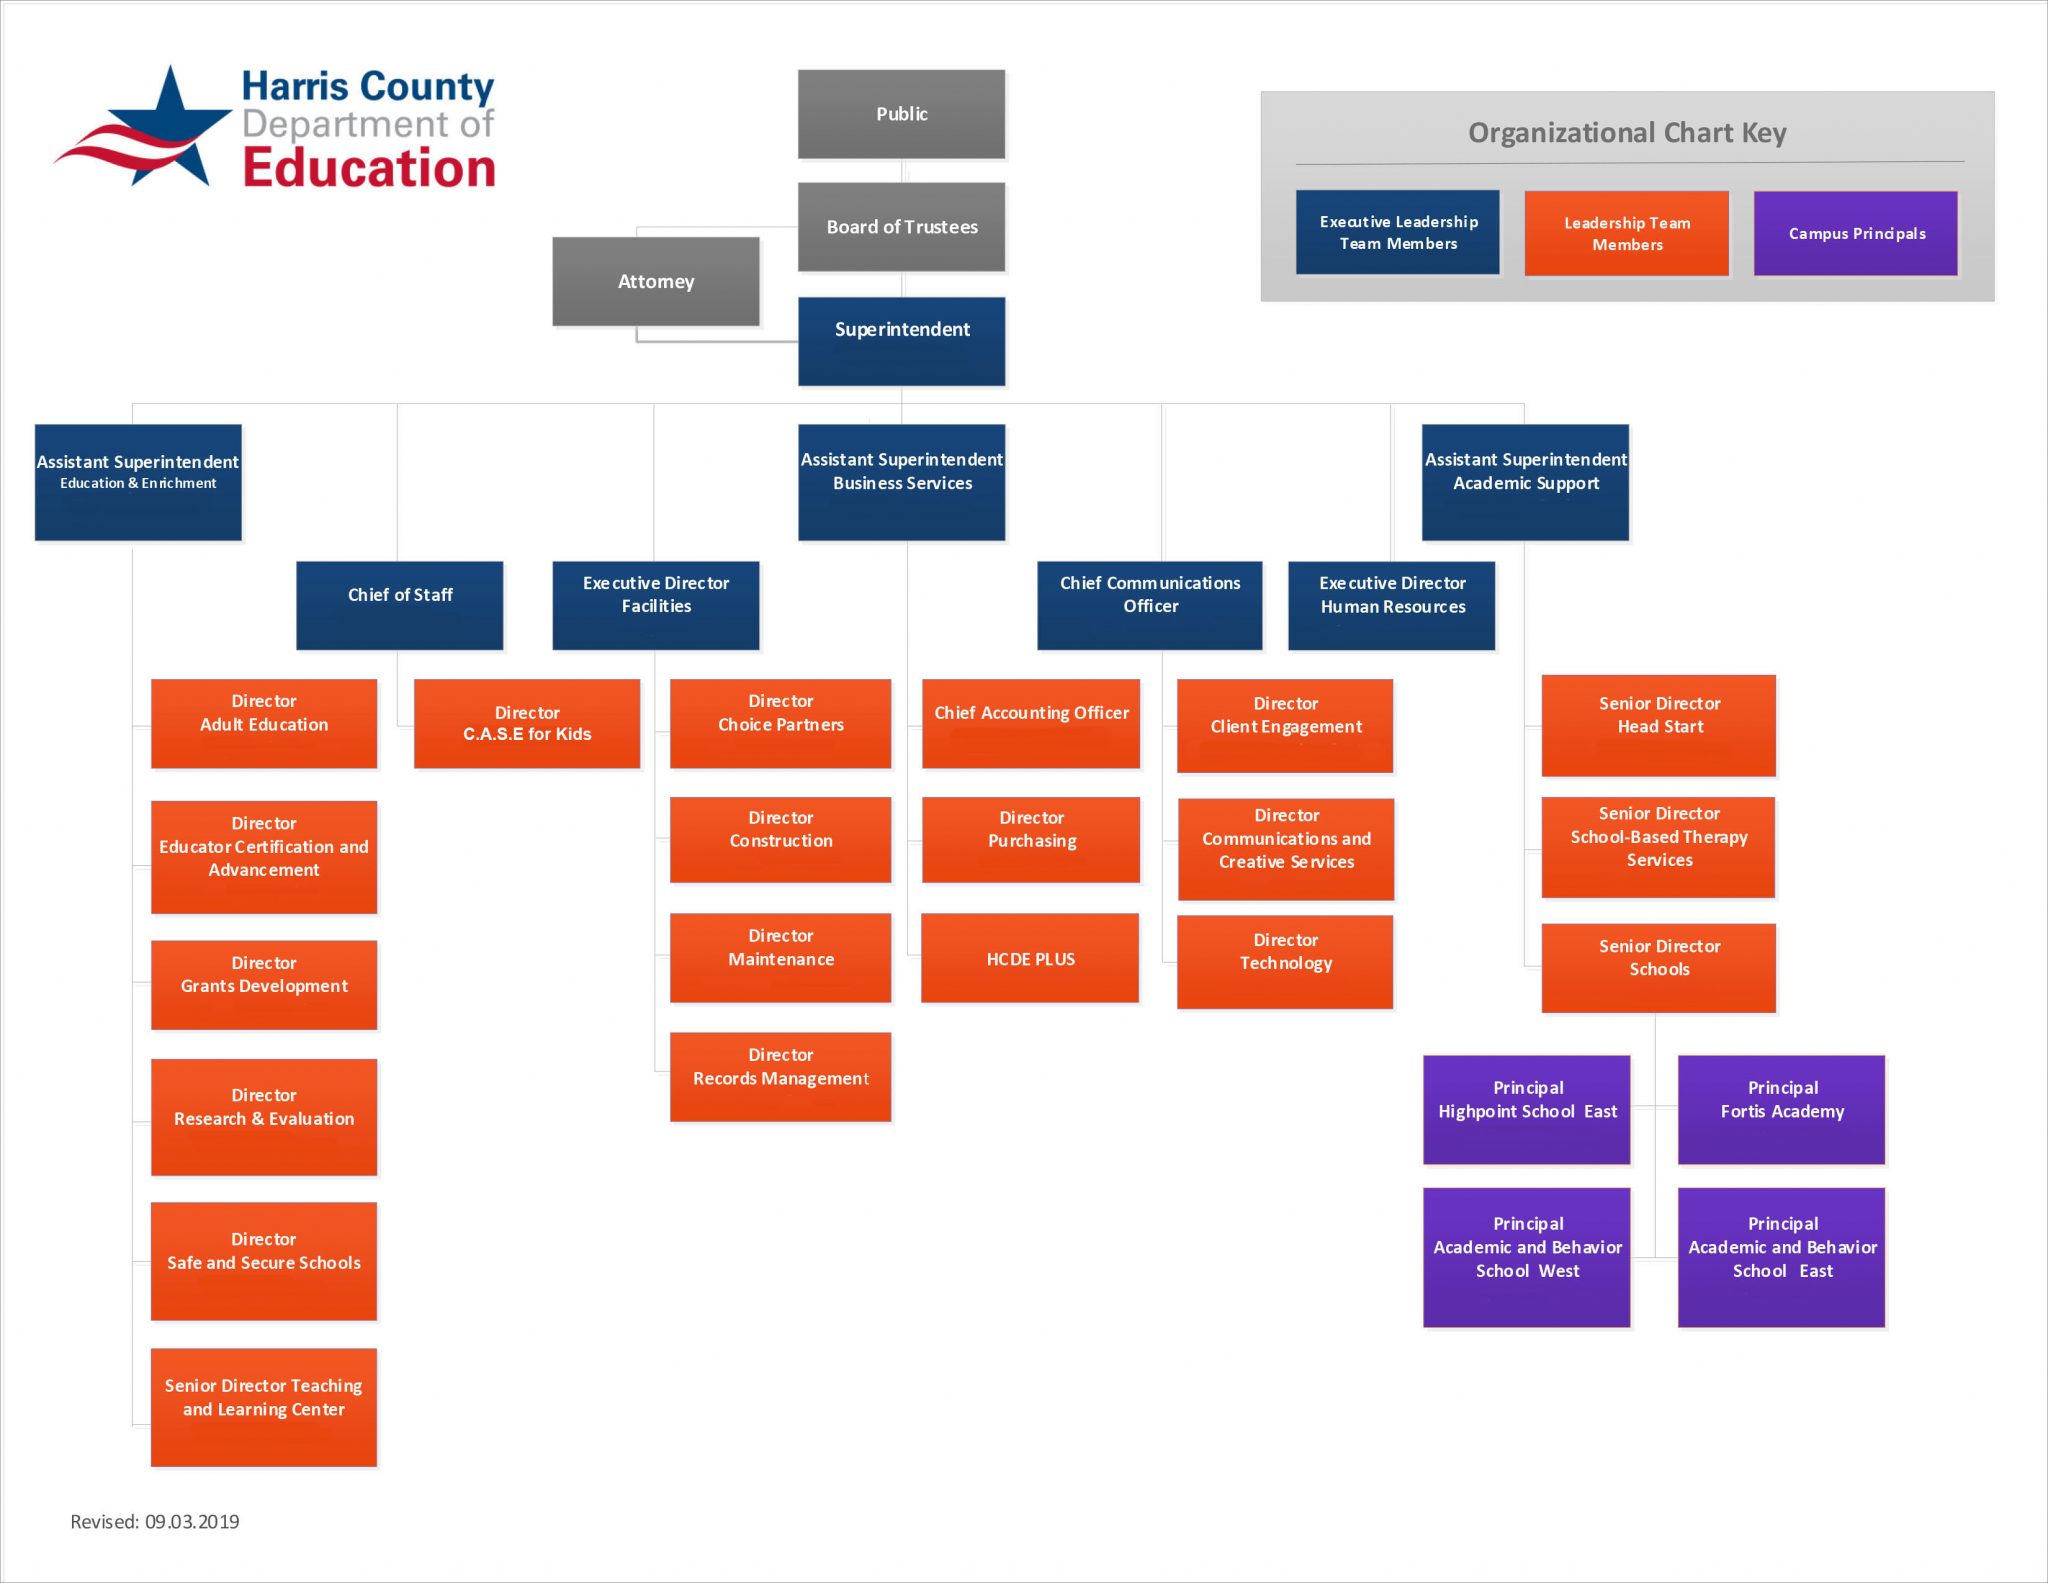 Harris County
Department of
Education
Public
Board of Trustees
Attorney
Superintendent
Organizational Chart Key
Executive Leadership
Team Members
Leadership Team
Members
Campus Principals
Assistant Superintendent
Education & Enrichment
Assistant Superintendent
Business Services
Assistant Superintendent
Academic Support
Chief of Staff
Executive Director
Facilities
Chief Communications
Officer
Executive Director
Human Resources
Director
Adult Education
Director
Educator Certification and
Advancement
Director
Grants Development
Director
Research & Evaluation
Director
Safe and Secure Schools
Senior Director Teaching
and Learning Center
Director
C.A.S.E for Kids
Director
Choice Partners
Director
Construction
Director
Maintenance
Director
Records Management
Chief Accounting Officer
Director
Purchasing
HCDE PLUS
Director
Client Engagement
Director
Communications and
Creative Services
Director
Technology
Senior Director
Head Start
Senior Director
School-Based Therapy
Services
Senior Director
Schools
Principal
Highpoint School East
Principal
Fortis Academy
Principal
Academic and Behavior
School West
Principal
Academic and Behavior
School East
Revised: 09.03.2019